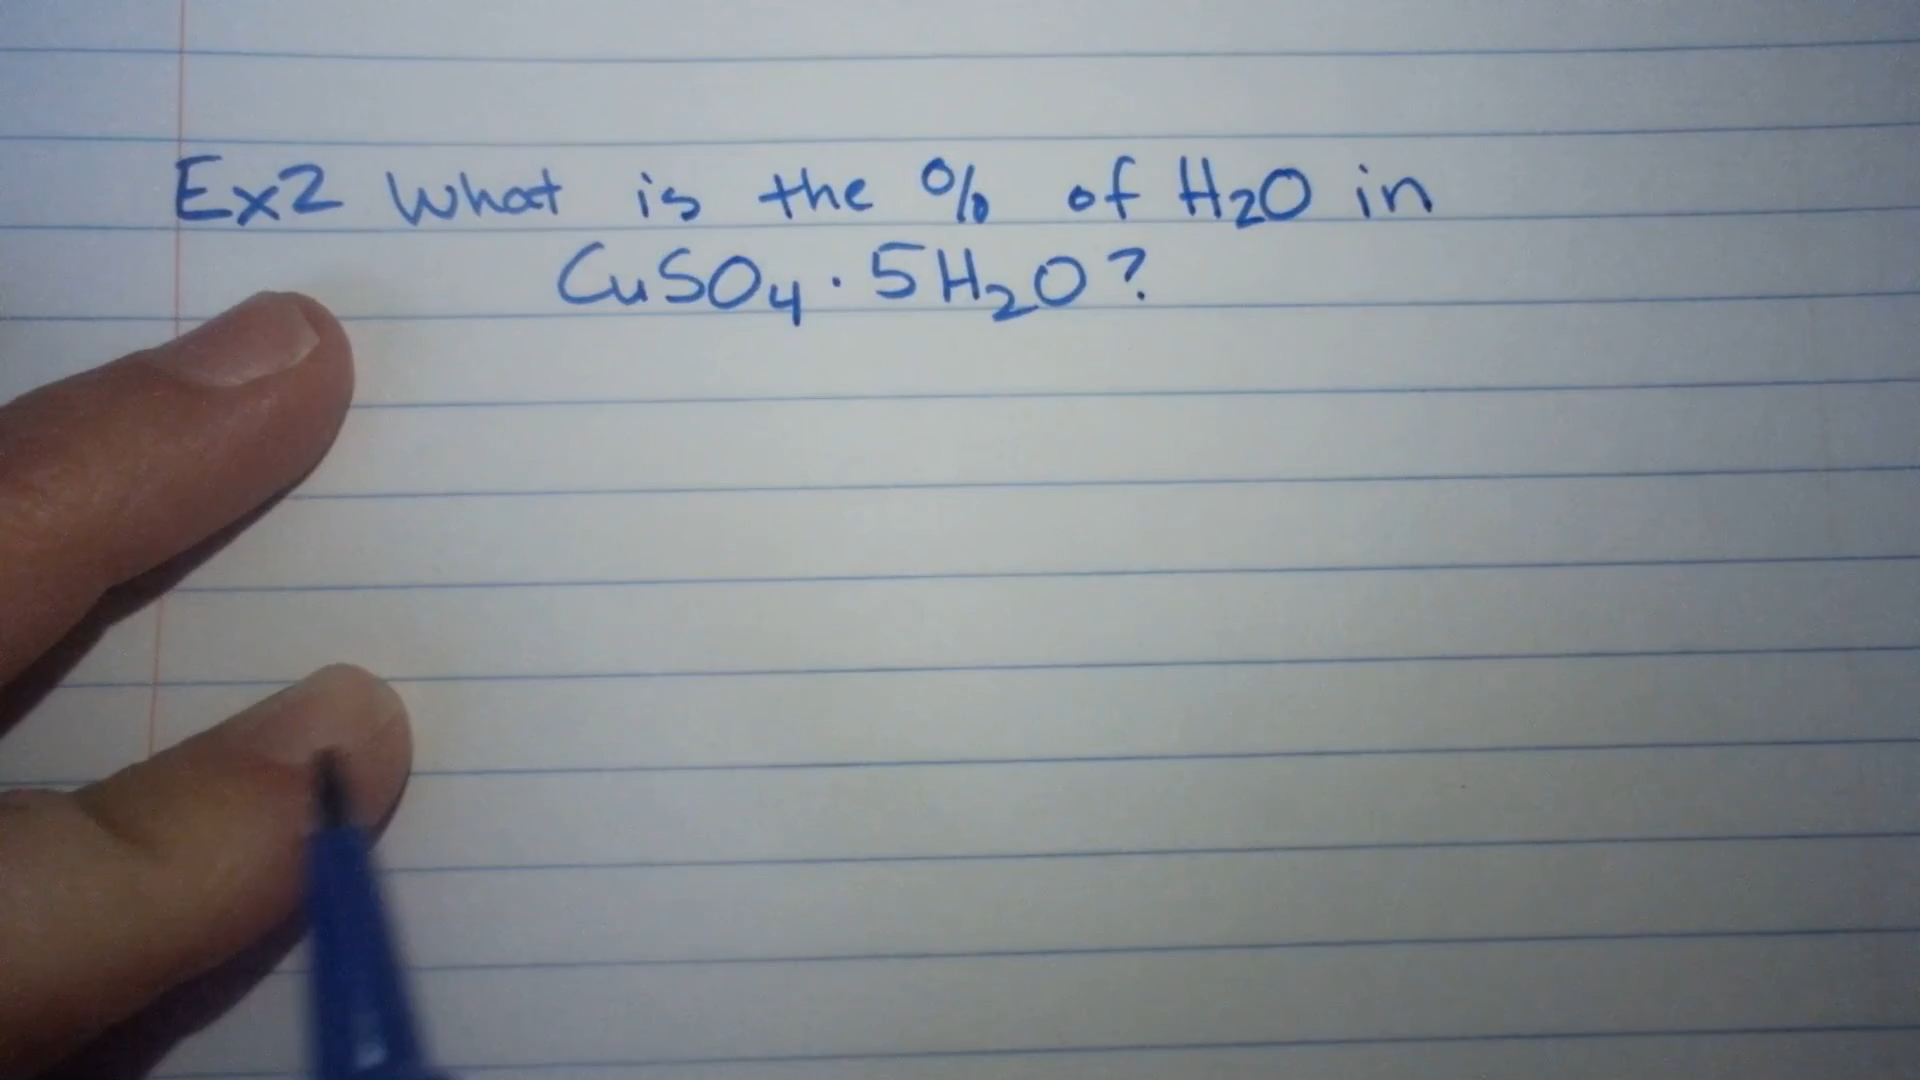 Ex2 What is the % of H₂O in
CuSO₄·5H₂O?